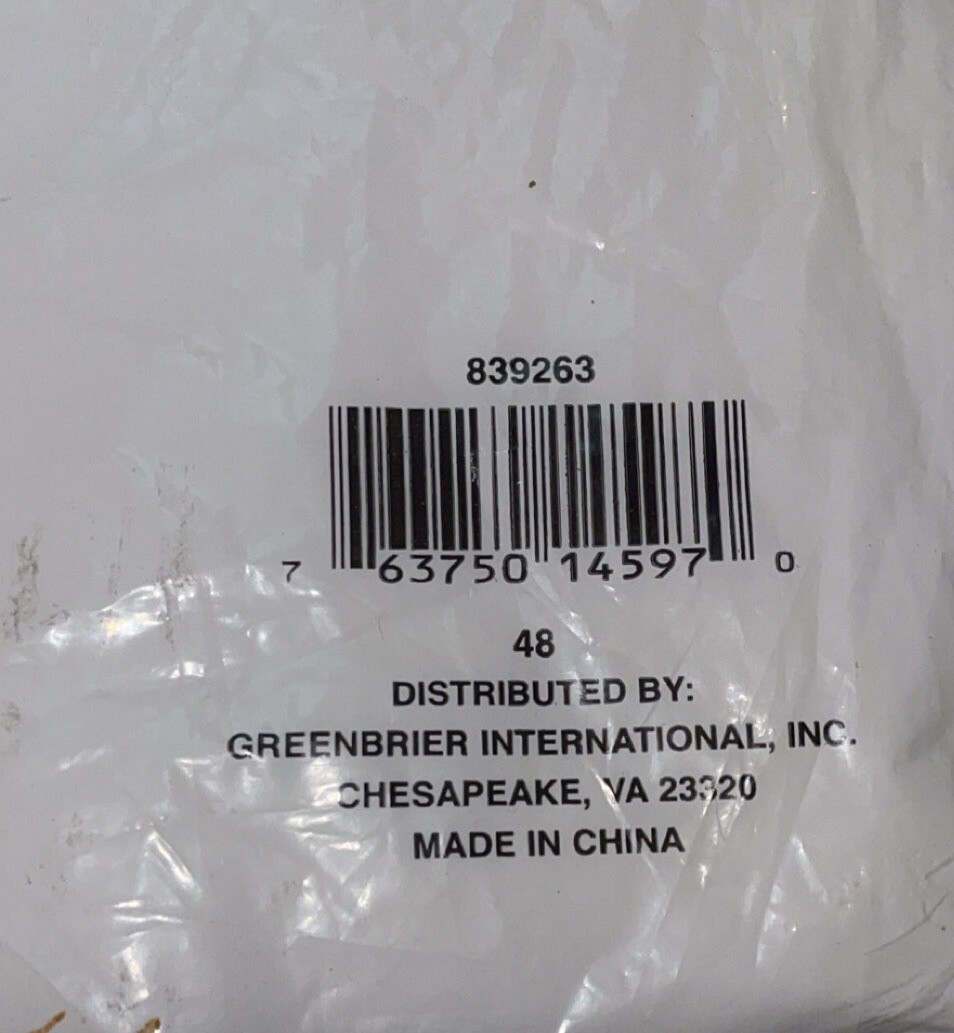 839263
7 63750 14597 0
48
DISTRIBUTED BY:
GREENBRIER INTERNATIONAL, INC.
CHESAPEAKE, VA 23320
MADE IN CHINA